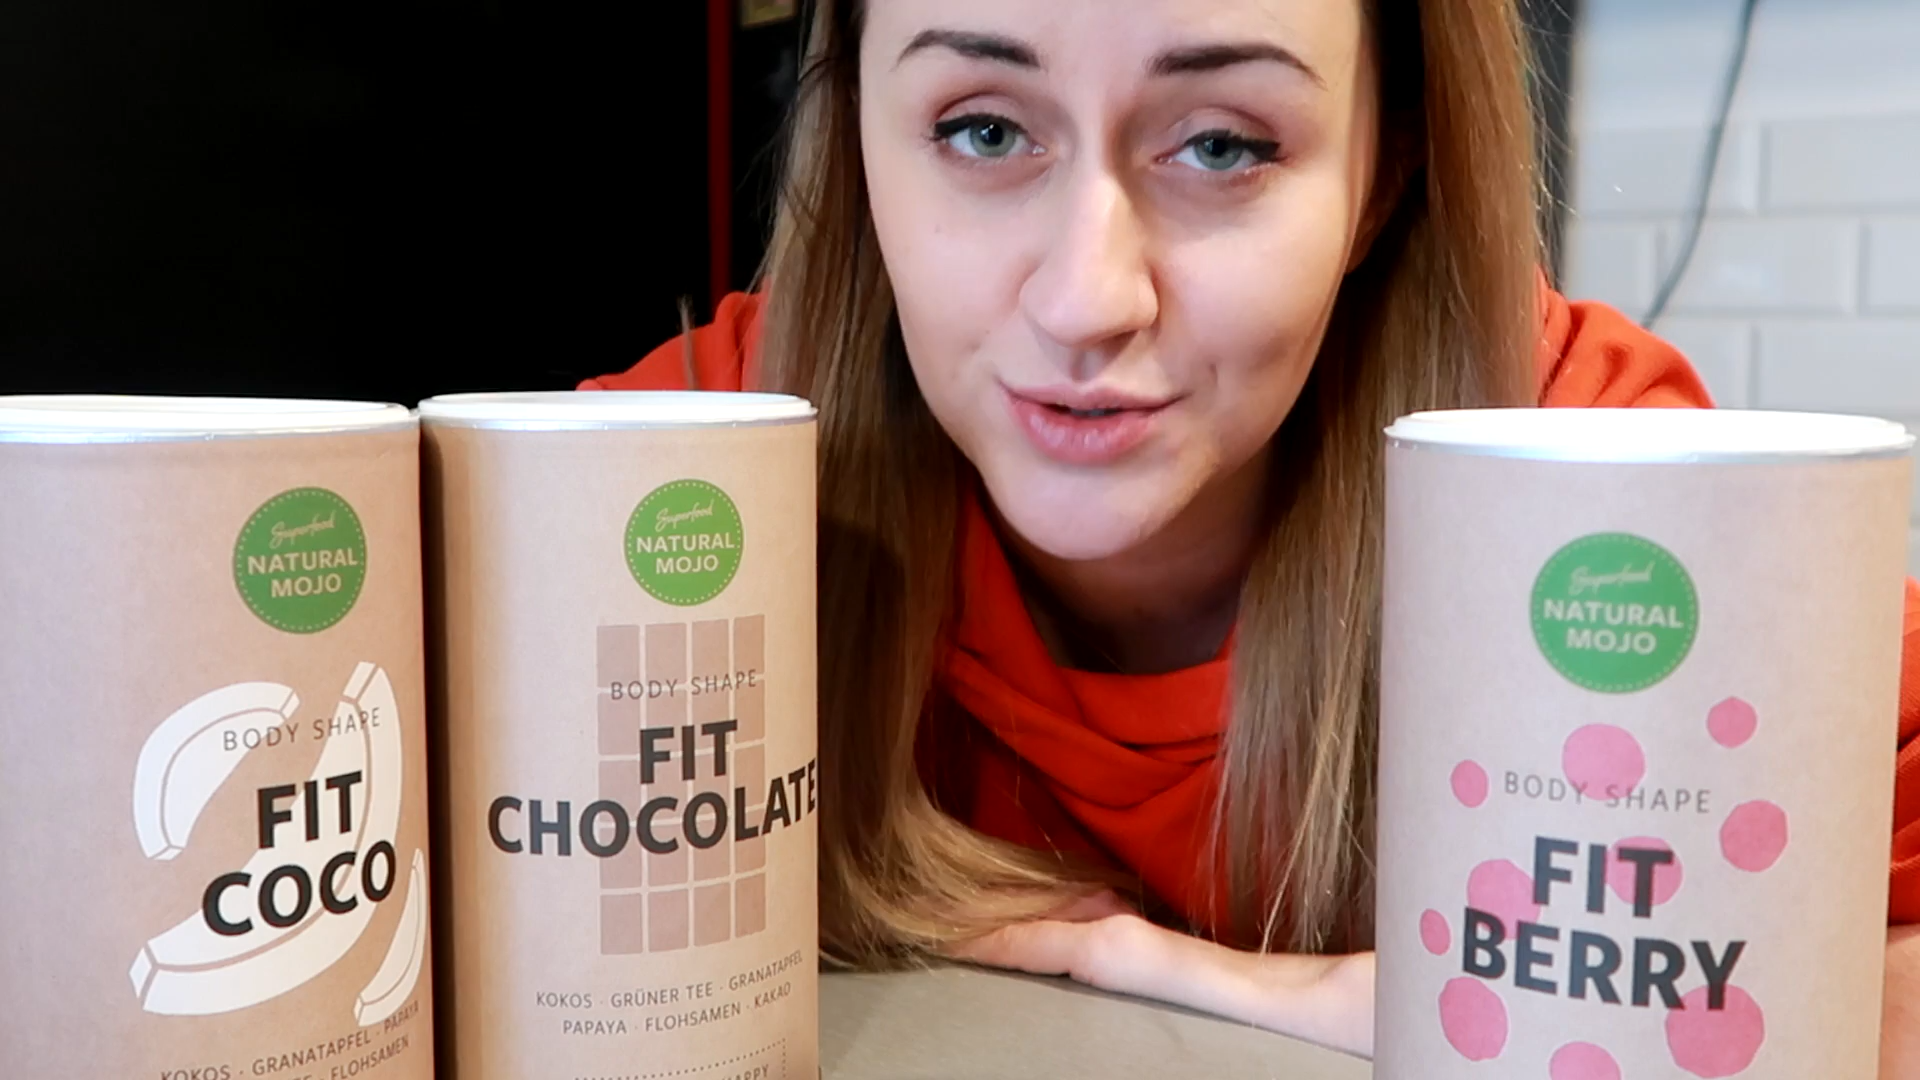 Superfood
NATURAL
MOJO
BODY SHAPE
FIT
COCO
KOKOS · GRANATAPFEL · PAPAYA
FLOHSAMEN
Superfood
NATURAL
MOJO
BODY SHAPE
FIT
CHOCOLATE
KOKOS · GRÜNER TEE · GRANATAPFEL
PAPAYA · FLOHSAMEN · KAKAO
Superfood
NATURAL
MOJO
BODY SHAPE
FIT
BERRY